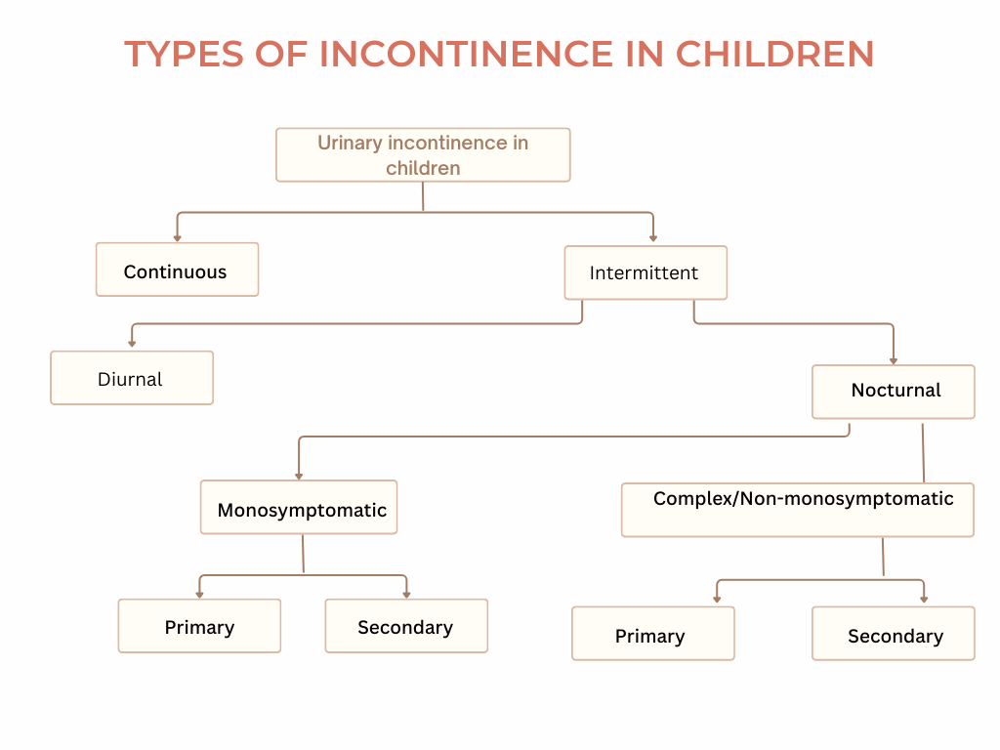 TYPES OF INCONTINENCE IN CHILDREN
Urinary incontinence in
children
Continuous
Intermittent
Diurnal
Nocturnal
Monosymptomatic
Complex/Non-monosymptomatic
Primary
Secondary
Primary
Secondary